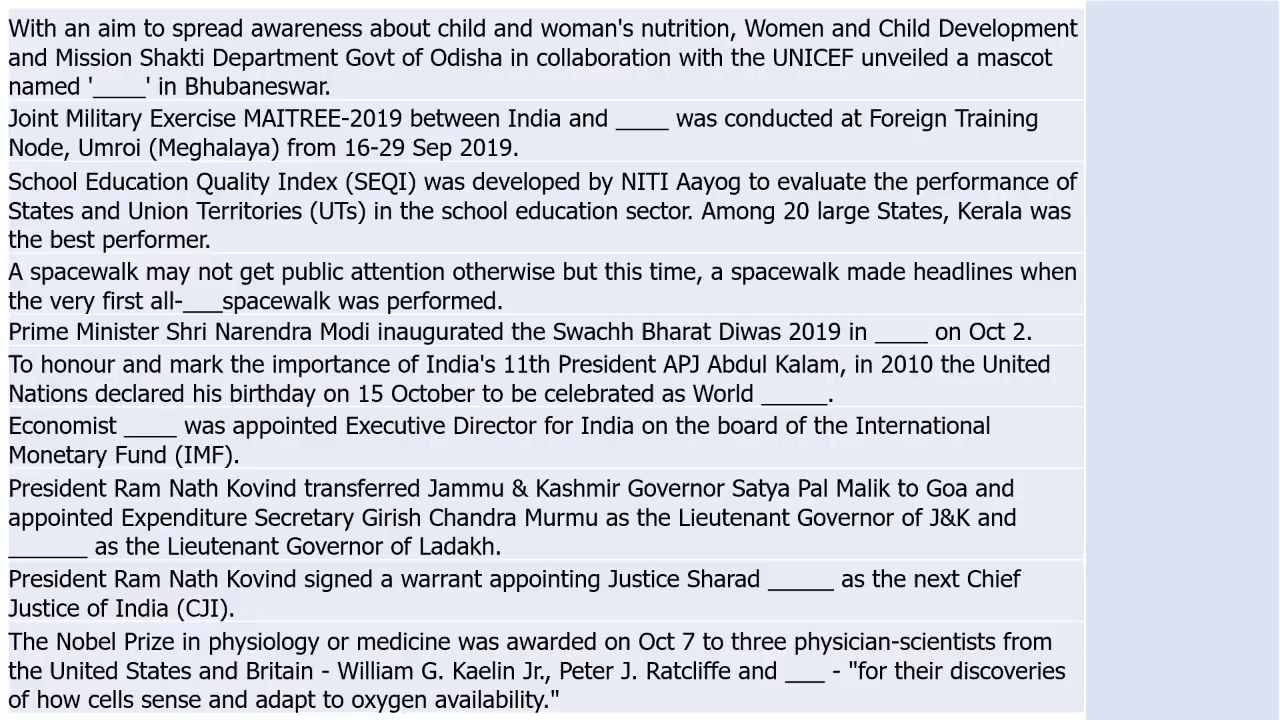 With an aim to spread awareness about child and woman's nutrition, Women and Child Development
and Mission Shakti Department Govt of Odisha in collaboration with the UNICEF unveiled a mascot
named '____' in Bhubaneswar.
Joint Military Exercise MAITREE-2019 between India and ____ was conducted at Foreign Training
Node, Umroi (Meghalaya) from 16-29 Sep 2019.
School Education Quality Index (SEQI) was developed by NITI Aayog to evaluate the performance of
States and Union Territories (UTs) in the school education sector. Among 20 large States, Kerala was
the best performer.
A spacewalk may not get public attention otherwise but this time, a spacewalk made headlines when
the very first all-___spacewalk was performed.
Prime Minister Shri Narendra Modi inaugurated the Swachh Bharat Diwas 2019 in ____ on Oct 2.
To honour and mark the importance of India's 11th President APJ Abdul Kalam, in 2010 the United
Nations declared his birthday on 15 October to be celebrated as World _____.
Economist ____ was appointed Executive Director for India on the board of the International
Monetary Fund (IMF).
President Ram Nath Kovind transferred Jammu & Kashmir Governor Satya Pal Malik to Goa and
appointed Expenditure Secretary Girish Chandra Murmu as the Lieutenant Governor of J&K and
______ as the Lieutenant Governor of Ladakh.
President Ram Nath Kovind signed a warrant appointing Justice Sharad _____ as the next Chief
Justice of India (CJI).
The Nobel Prize in physiology or medicine was awarded on Oct 7 to three physician-scientists from
the United States and Britain - William G. Kaelin Jr., Peter J. Ratcliffe and ___ - "for their discoveries
of how cells sense and adapt to oxygen availability."